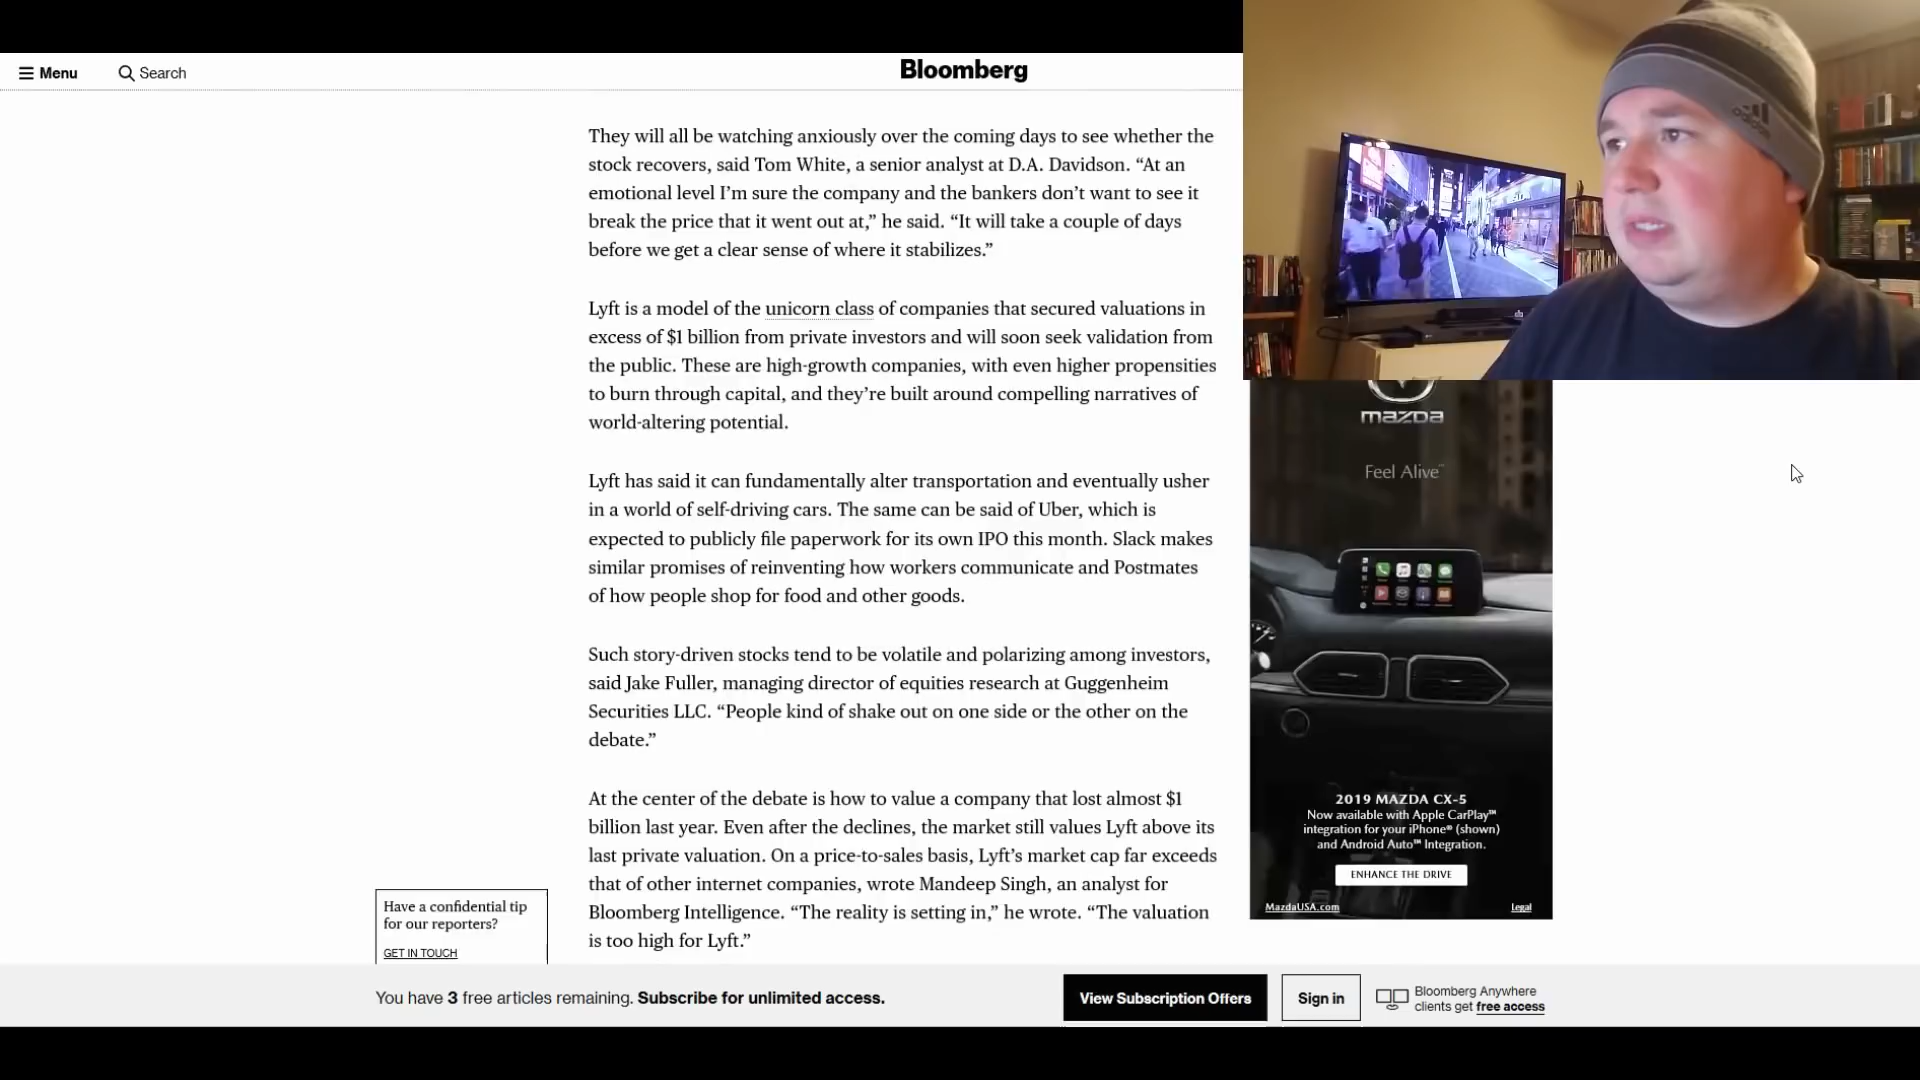 Menu
Search
Bloomberg
adidas
They will all be watching anxiously over the coming days to see whether the
stock recovers, said Tom White, a senior analyst at D.A. Davidson. “At an
emotional level I’m sure the company and the bankers don’t want to see it
break the price that it went out at,” he said. “It will take a couple of days
before we get a clear sense of where it stabilizes.”
Lyft is a model of the unicorn class of companies that secured valuations in
excess of $1 billion from private investors and will soon seek validation from
the public. These are high-growth companies, with even higher propensities
to burn through capital, and they’re built around compelling narratives of
world-altering potential.
Lyft has said it can fundamentally alter transportation and eventually usher
in a world of self-driving cars. The same can be said of Uber, which is
expected to publicly file paperwork for its own IPO this month. Slack makes
similar promises of reinventing how workers communicate and Postmates
of how people shop for food and other goods.
Such story-driven stocks tend to be volatile and polarizing among investors,
said Jake Fuller, managing director of equities research at Guggenheim
Securities LLC. “People kind of shake out on one side or the other on the
debate.”
At the center of the debate is how to value a company that lost almost $1
billion last year. Even after the declines, the market still values Lyft above its
last private valuation. On a price-to-sales basis, Lyft’s market cap far exceeds
that of other internet companies, wrote Mandeep Singh, an analyst for
Bloomberg Intelligence. “The reality is setting in,” he wrote. “The valuation
is too high for Lyft.”
mazda
Feel Alive™
2019 MAZDA CX-5
Now available with Apple CarPlay™
integration for your iPhone® (shown)
and Android Auto™ Integration.
ENHANCE THE DRIVE
MazdaUSA.com
Legal
Have a confidential tip
for our reporters?
GET IN TOUCH
You have 3 free articles remaining. Subscribe for unlimited access.
View Subscription Offers
Sign in
Bloomberg Anywhere
clients get free access